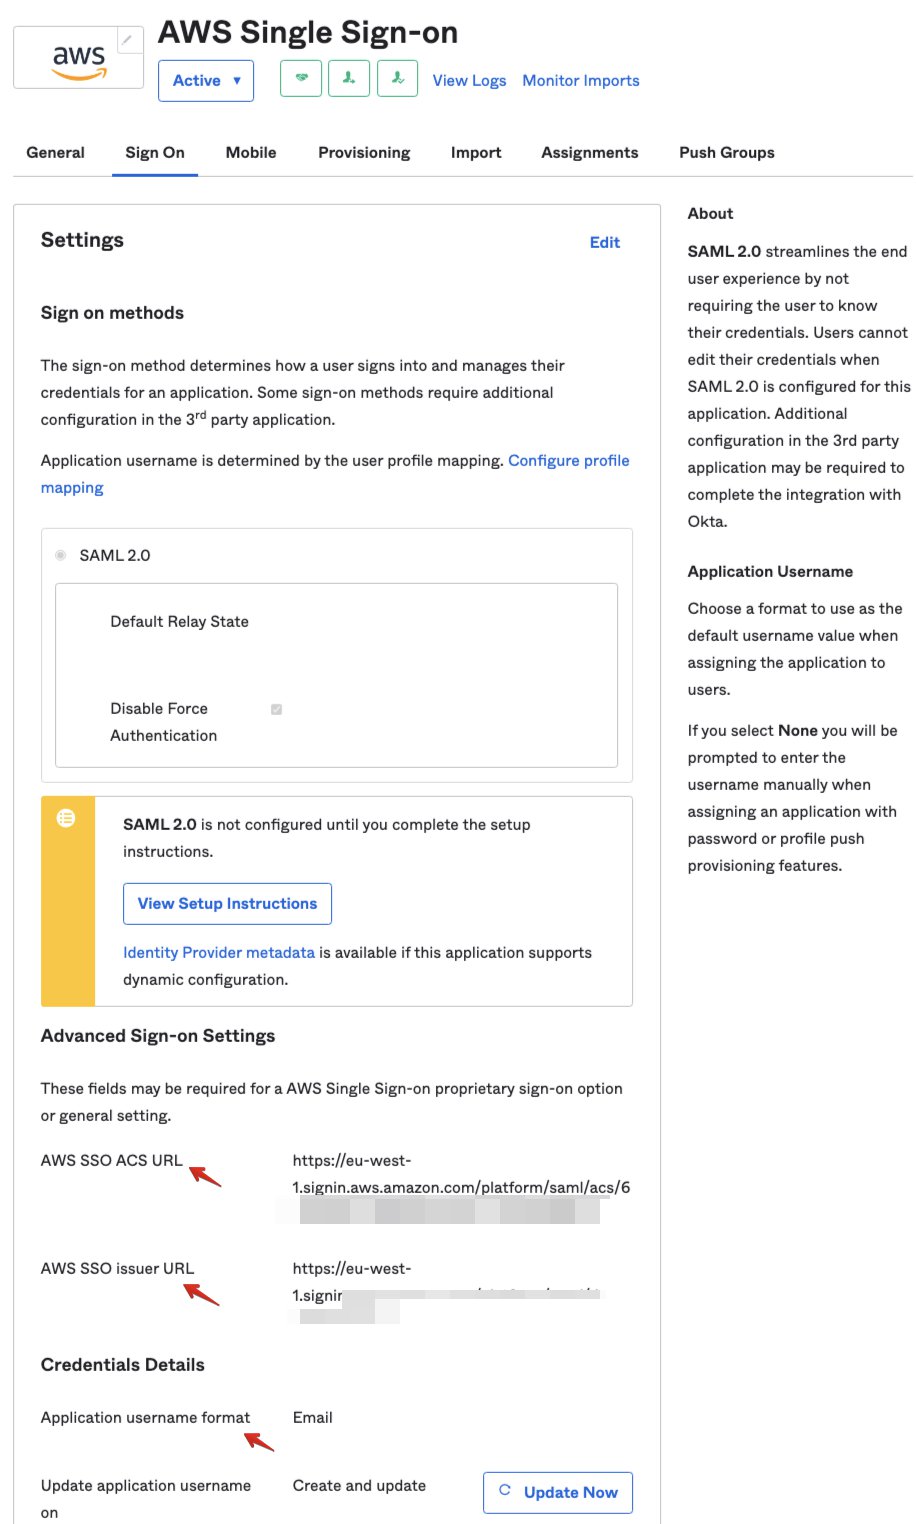 aws
AWS Single Sign-on
Active ▼
View Logs
Monitor Imports
General
Sign On
Mobile
Provisioning
Import
Assignments
Push Groups
Settings
Edit
Sign on methods
The sign-on method determines how a user signs into and manages their
credentials for an application. Some sign-on methods require additional
configuration in the 3rd party application.
Application username is determined by the user profile mapping. Configure profile
mapping
SAML 2.0
Default Relay State
Disable Force
Authentication
SAML 2.0 is not configured until you complete the setup
instructions.
View Setup Instructions
Identity Provider metadata is available if this application supports
dynamic configuration.
Advanced Sign-on Settings
These fields may be required for a AWS Single Sign-on proprietary sign-on option
or general setting.
AWS SSO ACS URL
https://eu-west-
1.signin.aws.amazon.com/platform/saml/acs/6
AWS SSO issuer URL
https://eu-west-
1.signin
Credentials Details
Application username format
Email
Update application username
on
Create and update
Update Now
About
SAML 2.0 streamlines the end
user experience by not
requiring the user to know
their credentials. Users cannot
edit their credentials when
SAML 2.0 is configured for this
application. Additional
configuration in the 3rd party
application may be required to
complete the integration with
Okta.
Application Username
Choose a format to use as the
default username value when
assigning the application to
users.
If you select None you will be
prompted to enter the
username manually when
assigning an application with
password or profile push
provisioning features.